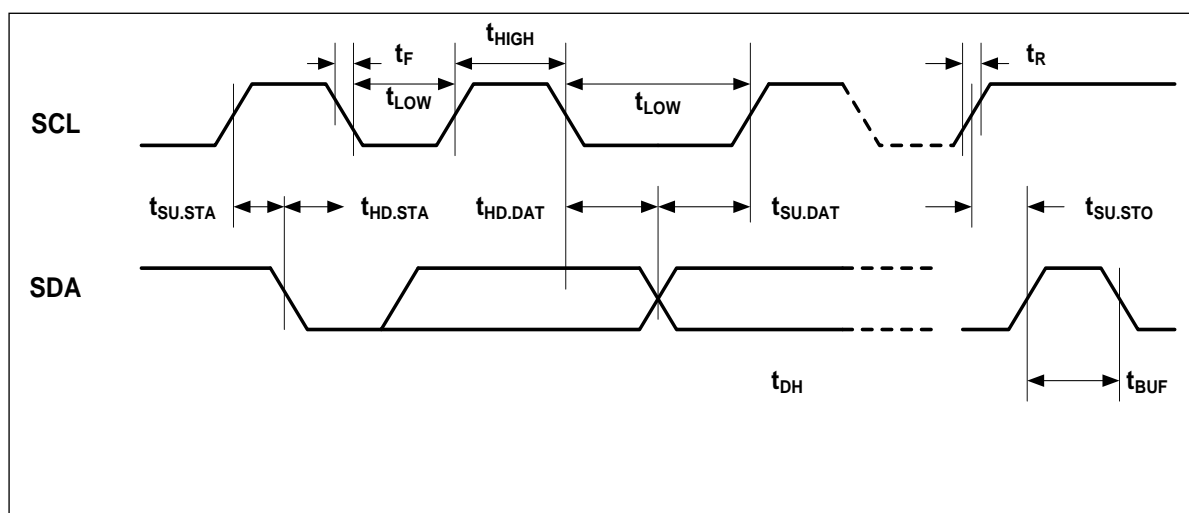 tHIGH
tF
tR
tLOW
tLOW
SCL
tSU.STA
tHD.STA
tHD.DAT
tSU.DAT
tSU.STO
SDA
tDH
tBUF